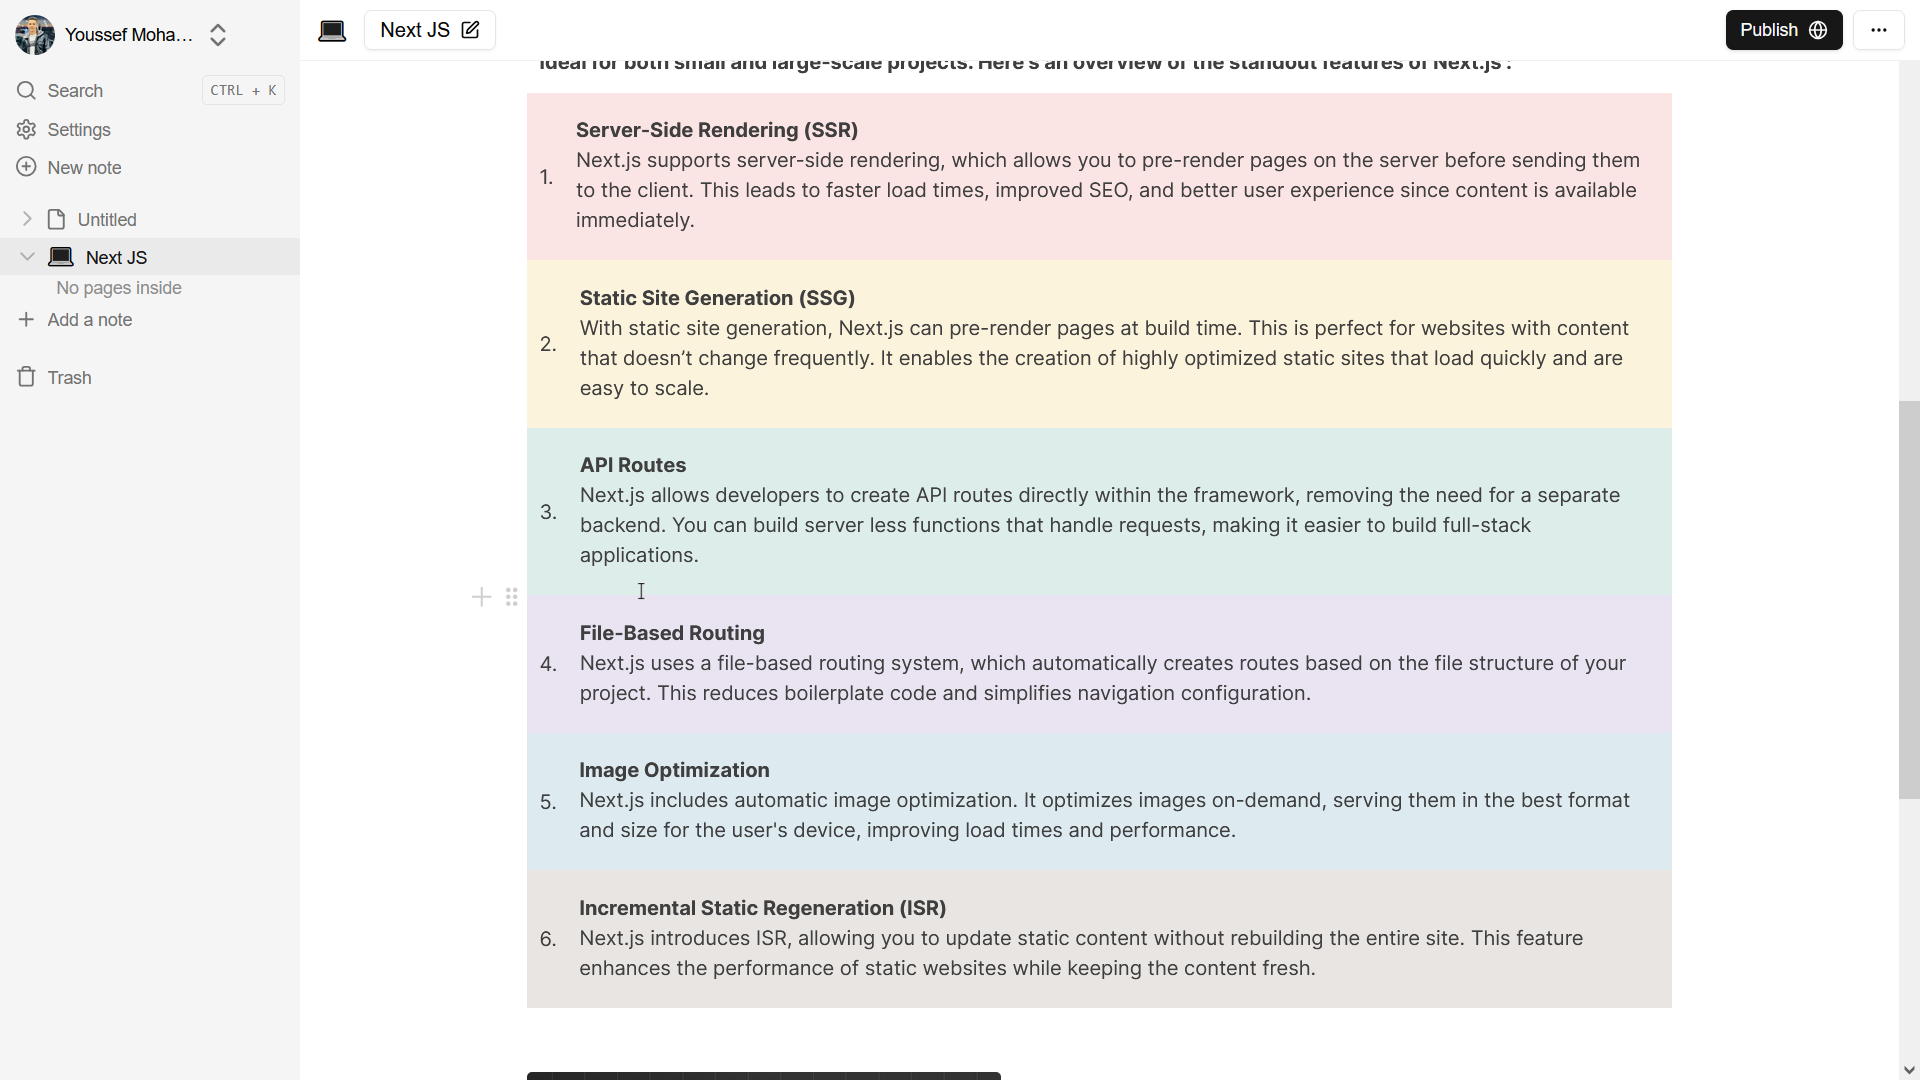 Youssef Moha...
Search
CTRL + K
Settings
New note
Untitled
Next JS
No pages inside
Add a note
Trash
Next JS
Publish
ideal for both small and large-scale projects. Here's an overview of the standout features of Next.js :
Server-Side Rendering (SSR)
1. Next.js supports server-side rendering, which allows you to pre-render pages on the server before sending them
to the client. This leads to faster load times, improved SEO, and better user experience since content is available
immediately.
Static Site Generation (SSG)
2. With static site generation, Next.js can pre-render pages at build time. This is perfect for websites with content
that doesn’t change frequently. It enables the creation of highly optimized static sites that load quickly and are
easy to scale.
API Routes
3. Next.js allows developers to create API routes directly within the framework, removing the need for a separate
backend. You can build server less functions that handle requests, making it easier to build full-stack
applications.
File-Based Routing
4. Next.js uses a file-based routing system, which automatically creates routes based on the file structure of your
project. This reduces boilerplate code and simplifies navigation configuration.
Image Optimization
5. Next.js includes automatic image optimization. It optimizes images on-demand, serving them in the best format
and size for the user's device, improving load times and performance.
Incremental Static Regeneration (ISR)
6. Next.js introduces ISR, allowing you to update static content without rebuilding the entire site. This feature
enhances the performance of static websites while keeping the content fresh.